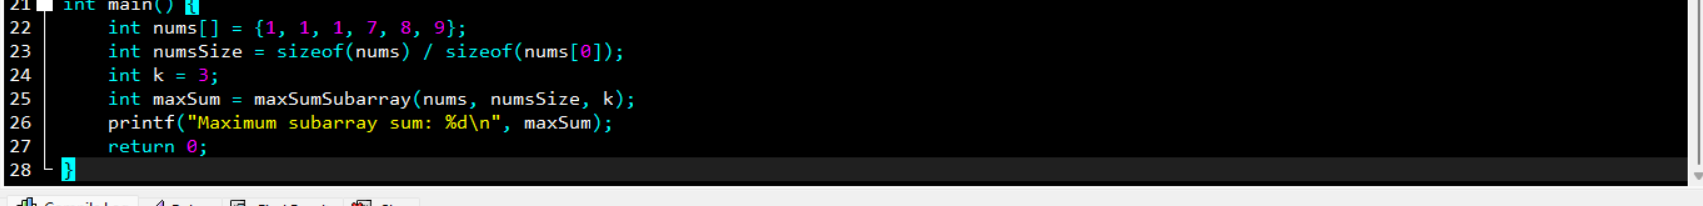 21 int main() {
22 int nums[] = {1, 1, 1, 7, 8, 9};
23 int numsSize = sizeof(nums) / sizeof(nums[0]);
24 int k = 3;
25 int maxSum = maxSumSubarray(nums, numsSize, k);
26 printf("Maximum subarray sum: %d\n", maxSum);
27 return 0;
28 }